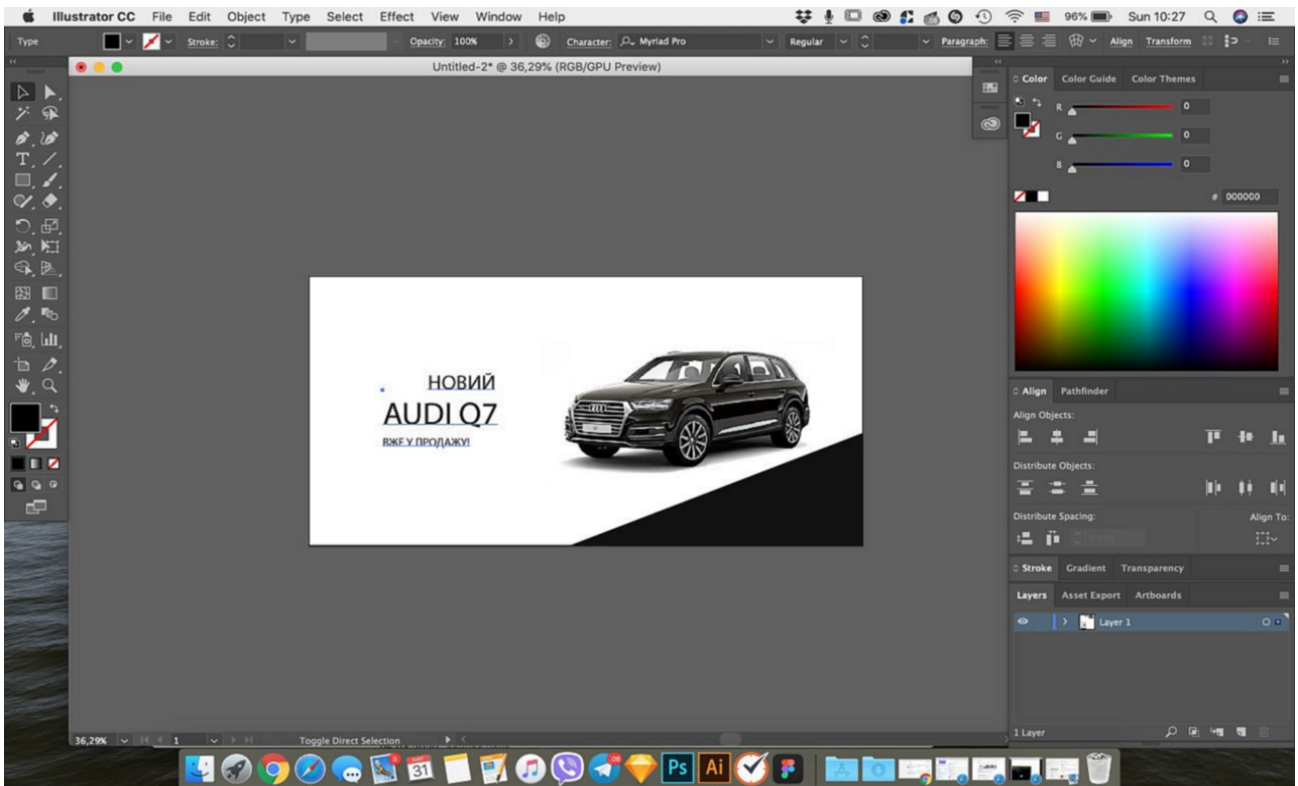 Illustrator CC File Edit Object Type Select Effect View Window Help 96% Sun 10:27
Type Stroke: Opacity: 100% Character: Myriad Pro Regular Paragraph: Align Transform
Untitled-2* @ 36,29% (RGB/GPU Preview)
Color Color Guide Color Themes
R 0
G 0
B 0
# 000000
НОВИЙ
AUDI Q7
ВЖЕ У ПРОДАЖУ!
Align Pathfinder
Align Objects:
Distribute Objects:
Distribute Spacing: Align To:
Stroke Gradient Transparency
Layers Asset Export Artboards
Layer 1
1 Layer
36,29% 1 Toggle Direct Selection
31
Ps Ai